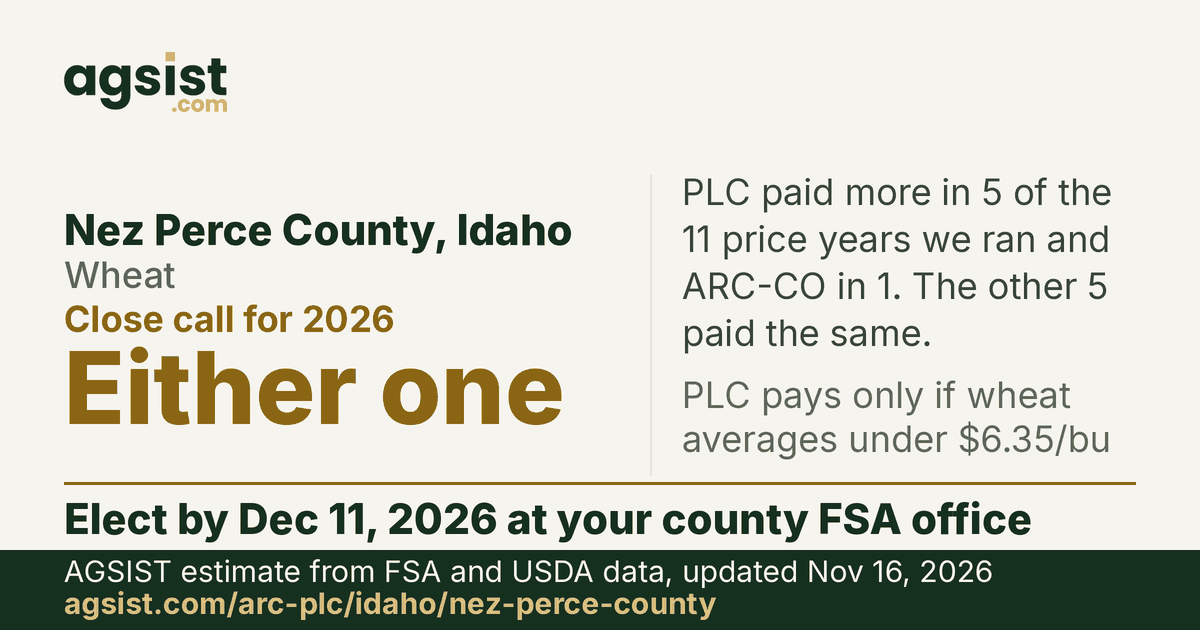 agsist
.com
Nez Perce County, Idaho
Wheat
Close call for 2026
Either one
PLC paid more in 5 of the
11 price years we ran and
ARC-CO in 1. The other 5
paid the same.
PLC pays only if wheat
averages under $6.35/bu
Elect by Dec 11, 2026 at your county FSA office
AGSIST estimate from FSA and USDA data, updated Nov 16, 2026
agsist.com/arc-plc/idaho/nez-perce-county